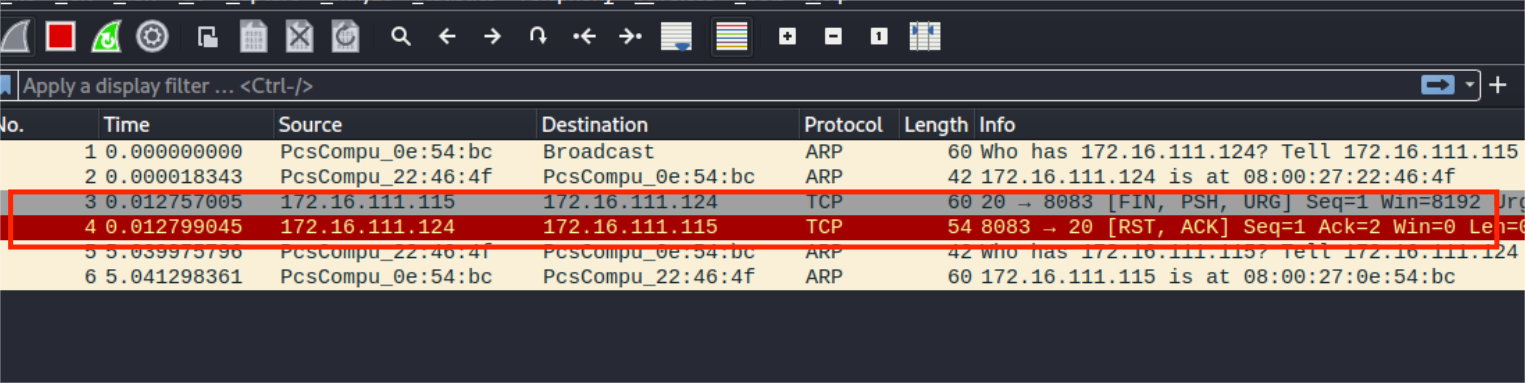 Apply a display filter ... <Ctrl-/>
No. Time Source Destination Protocol Length Info
1 0.000000000 PcsCompu_0e:54:bc Broadcast ARP 60 Who has 172.16.111.124? Tell 172.16.111.115
2 0.000018343 PcsCompu_22:46:4f PcsCompu_0e:54:bc ARP 42 172.16.111.124 is at 08:00:27:22:46:4f
3 0.012757005 172.16.111.115 172.16.111.124 TCP 60 20 → 8083 [FIN, PSH, URG] Seq=1 Win=8192 Urg
4 0.012799045 172.16.111.124 172.16.111.115 TCP 54 8083 → 20 [RST, ACK] Seq=1 Ack=2 Win=0 Len=0
5 5.039975796 PcsCompu_22:46:4f PcsCompu_0e:54:bc ARP 42 Who has 172.16.111.115? Tell 172.16.111.124
6 5.041298361 PcsCompu_0e:54:bc PcsCompu_22:46:4f ARP 60 172.16.111.115 is at 08:00:27:0e:54:bc